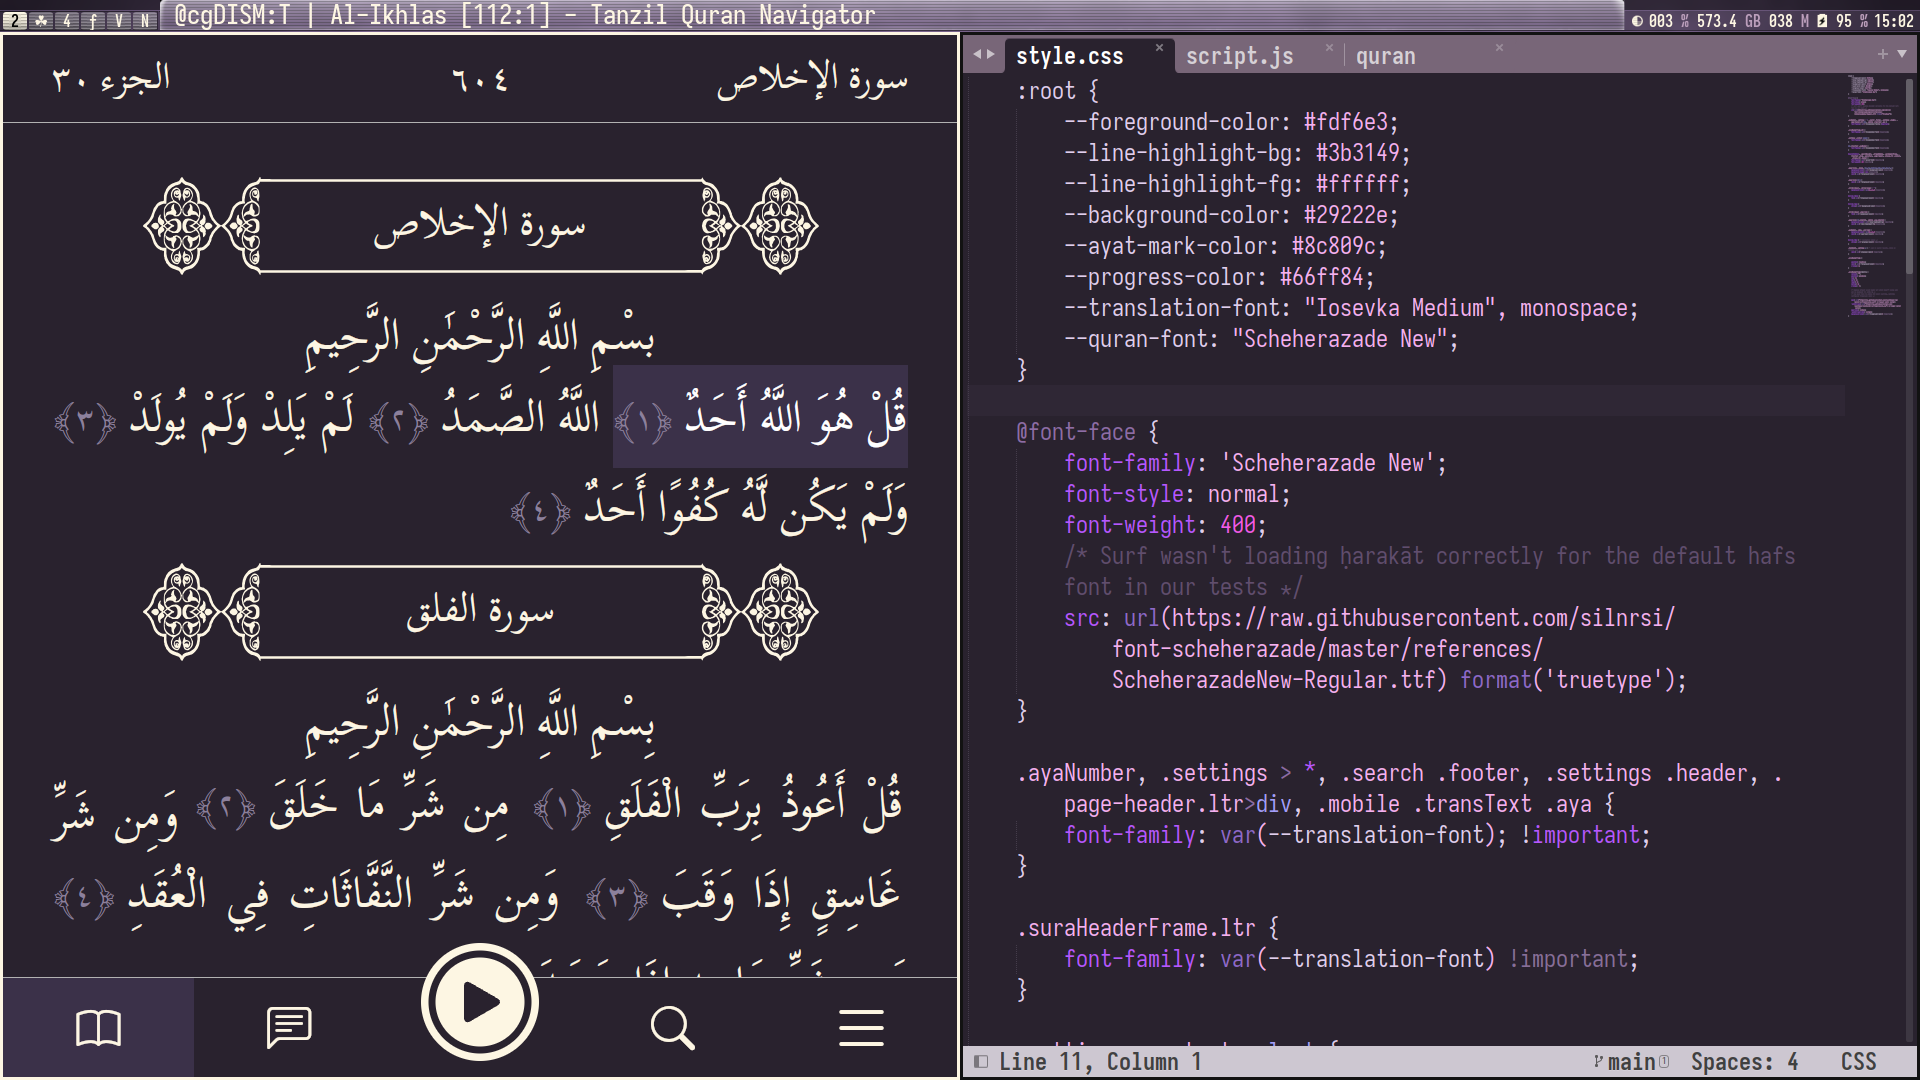 2 ☘ 4 ƒ V N
@cgDISM:T | Al-Ikhlas [112:1] – Tanzil Quran Navigator
003 % 573.4 GB 038 M 95 % 15:02
سورة الإخلاص
٦٠٤
الجزء ٣٠
سورة الإخلاص
بِسْمِ اللَّهِ الرَّحْمَٰنِ الرَّحِيمِ
قُلْ هُوَ اللَّهُ أَحَدٌ ﴿١﴾ اللَّهُ الصَّمَدُ ﴿٢﴾ لَمْ يَلِدْ وَلَمْ يُولَدْ ﴿٣﴾
وَلَمْ يَكُن لَّهُ كُفُوًا أَحَدٌ ﴿٤﴾
سورة الفلق
بِسْمِ اللَّهِ الرَّحْمَٰنِ الرَّحِيمِ
قُلْ أَعُوذُ بِرَبِّ الْفَلَقِ ﴿١﴾ مِن شَرِّ مَا خَلَقَ ﴿٢﴾ وَمِن شَرِّ
غَاسِقٍ إِذَا وَقَبَ ﴿٣﴾ وَمِن شَرِّ النَّفَّاثَاتِ فِي الْعُقَدِ ﴿٤﴾
style.css × script.js × quran ×
:root {
--foreground-color: #fdf6e3;
--line-highlight-bg: #3b3149;
--line-highlight-fg: #ffffff;
--background-color: #29222e;
--ayat-mark-color: #8c809c;
--progress-color: #66ff84;
--translation-font: "Iosevka Medium", monospace;
--quran-font: "Scheherazade New";
}
@font-face {
font-family: 'Scheherazade New';
font-style: normal;
font-weight: 400;
/* Surf wasn't loading ḥarakāt correctly for the default hafs
font in our tests */
src: url(https://raw.githubusercontent.com/silnrsi/
font-scheherazade/master/references/
ScheherazadeNew-Regular.ttf) format('truetype');
}
.ayaNumber, .settings > *, .search .footer, .settings .header, .
page-header.ltr>div, .mobile .transText .aya {
font-family: var(--translation-font); !important;
}
.suraHeaderFrame.ltr {
font-family: var(--translation-font) !important;
}
Line 11, Column 1
main 1 Spaces: 4 CSS